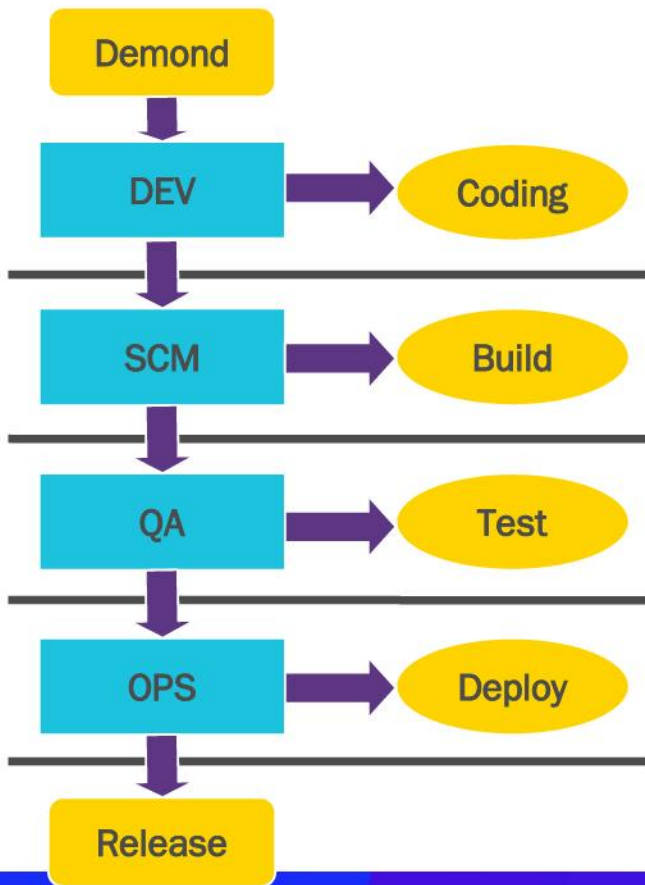 Demond
DEV
Coding
SCM
Build
QA
Test
OPS
Deploy
Release